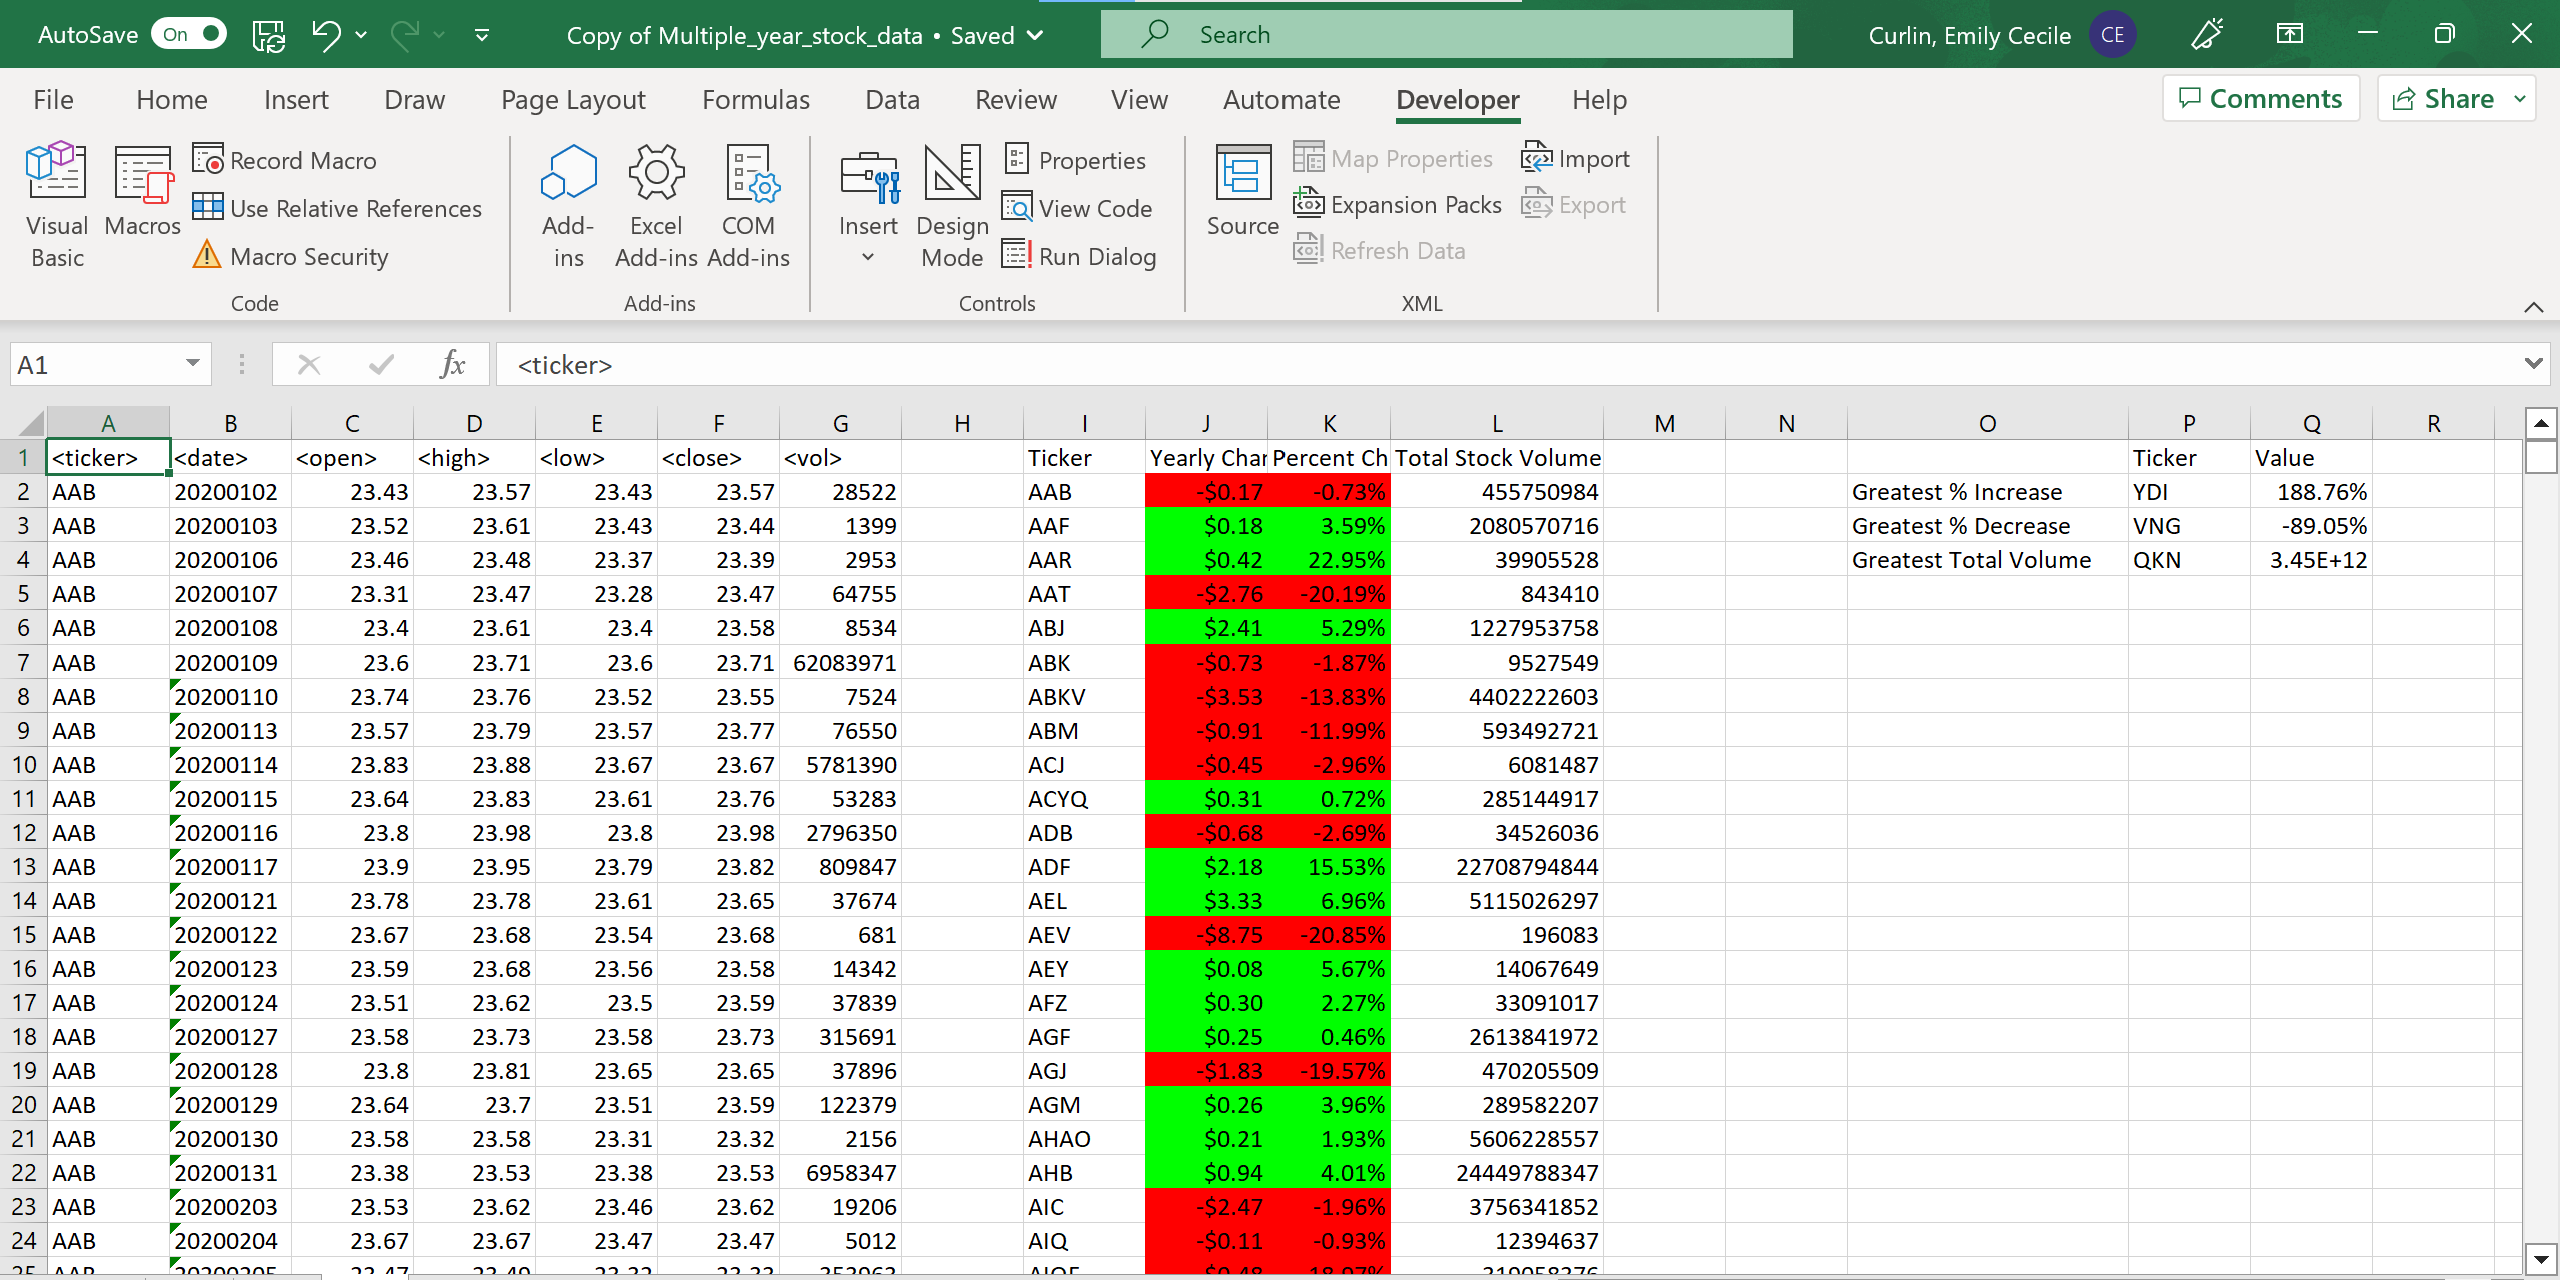 AutoSave On Copy of Multiple_year_stock_data • Saved Search Curlin, Emily Cecile CE
File Home Insert Draw Page Layout Formulas Data Review View Automate Developer Help Comments Share
Visual Basic Macros Record Macro Use Relative References Macro Security
Add-ins Excel Add-ins COM Add-ins
Insert Design Mode Properties View Code Run Dialog
Source Map Properties Expansion Packs Refresh Data Import Export
Code Add-ins Controls XML
A1 fx <ticker>
A B C D E F G H I J K L M N O P Q R
1 <ticker> <date> <open> <high> <low> <close> <vol> Ticker Yearly Char Percent Ch Total Stock Volume Ticker Value
2 AAB 20200102 23.43 23.57 23.43 23.57 28522 AAB -$0.17 -0.73% 455750984 Greatest % Increase YDI 188.76%
3 AAB 20200103 23.52 23.61 23.43 23.44 1399 AAF $0.18 3.59% 2080570716 Greatest % Decrease VNG -89.05%
4 AAB 20200106 23.46 23.48 23.37 23.39 2953 AAR $0.42 22.95% 39905528 Greatest Total Volume QKN 3.45E+12
5 AAB 20200107 23.31 23.47 23.28 23.47 64755 AAT -$2.76 -20.19% 843410
6 AAB 20200108 23.4 23.61 23.4 23.58 8534 ABJ $2.41 5.29% 1227953758
7 AAB 20200109 23.6 23.71 23.6 23.71 62083971 ABK -$0.73 -1.87% 9527549
8 AAB 20200110 23.74 23.76 23.52 23.55 7524 ABKV -$3.53 -13.83% 4402222603
9 AAB 20200113 23.57 23.79 23.57 23.77 76550 ABM -$0.91 -11.99% 593492721
10 AAB 20200114 23.83 23.88 23.67 23.67 5781390 ACJ -$0.45 -2.96% 6081487
11 AAB 20200115 23.64 23.83 23.61 23.76 53283 ACYQ $0.31 0.72% 285144917
12 AAB 20200116 23.8 23.98 23.8 23.98 2796350 ADB -$0.68 -2.69% 34526036
13 AAB 20200117 23.9 23.95 23.79 23.82 809847 ADF $2.18 15.53% 22708794844
14 AAB 20200121 23.78 23.78 23.61 23.65 37674 AEL $3.33 6.96% 5115026297
15 AAB 20200122 23.67 23.68 23.54 23.68 681 AEV -$8.75 -20.85% 196083
16 AAB 20200123 23.59 23.68 23.56 23.58 14342 AEY $0.08 5.67% 14067649
17 AAB 20200124 23.51 23.62 23.5 23.59 37839 AFZ $0.30 2.27% 33091017
18 AAB 20200127 23.58 23.73 23.58 23.73 315691 AGF $0.25 0.46% 2613841972
19 AAB 20200128 23.8 23.81 23.65 23.65 37896 AGJ -$1.83 -19.57% 470205509
20 AAB 20200129 23.64 23.7 23.51 23.59 122379 AGM $0.26 3.96% 289582207
21 AAB 20200130 23.58 23.58 23.31 23.32 2156 AHAO $0.21 1.93% 5606228557
22 AAB 20200131 23.38 23.53 23.38 23.53 6958347 AHB $0.94 4.01% 24449788347
23 AAB 20200203 23.53 23.62 23.46 23.62 19206 AIC -$2.47 -1.96% 3756341852
24 AAB 20200204 23.67 23.67 23.47 23.47 5012 AIQ -$0.11 -0.93% 12394637